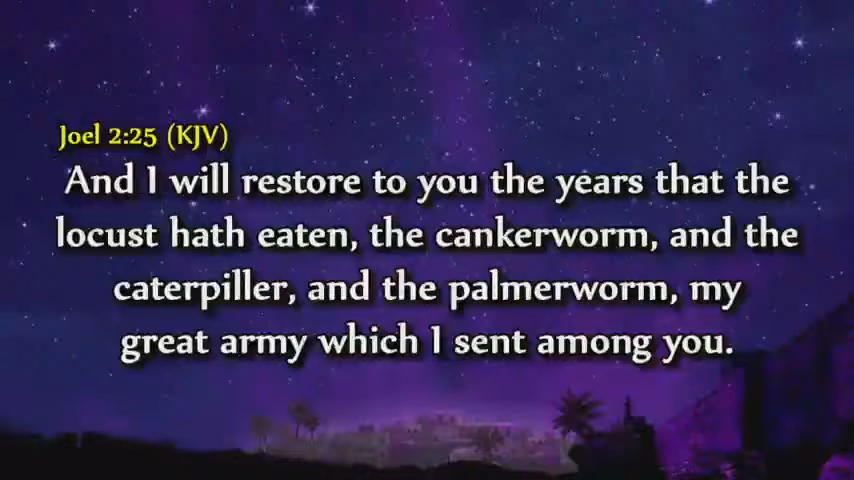 Joel 2:25 (KJV)
And I will restore to you the years that the
locust hath eaten, the cankerworm, and the
caterpiller, and the palmerworm, my
great army which I sent among you.